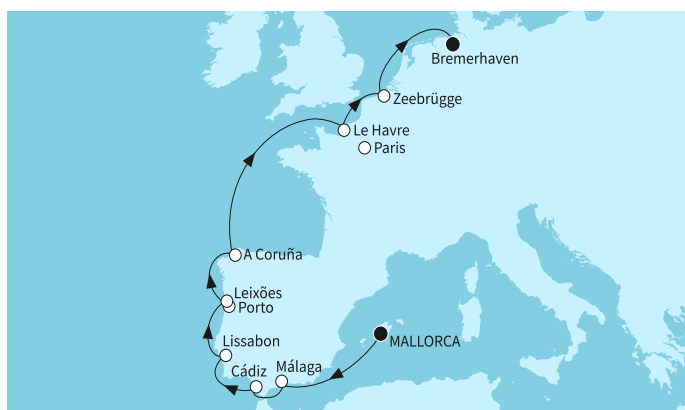 Bremerhaven
Zeebrügge
Le Havre
Paris
A Coruña
Leixões
Porto
MALLORCA
Lissabon
Málaga
Cádiz